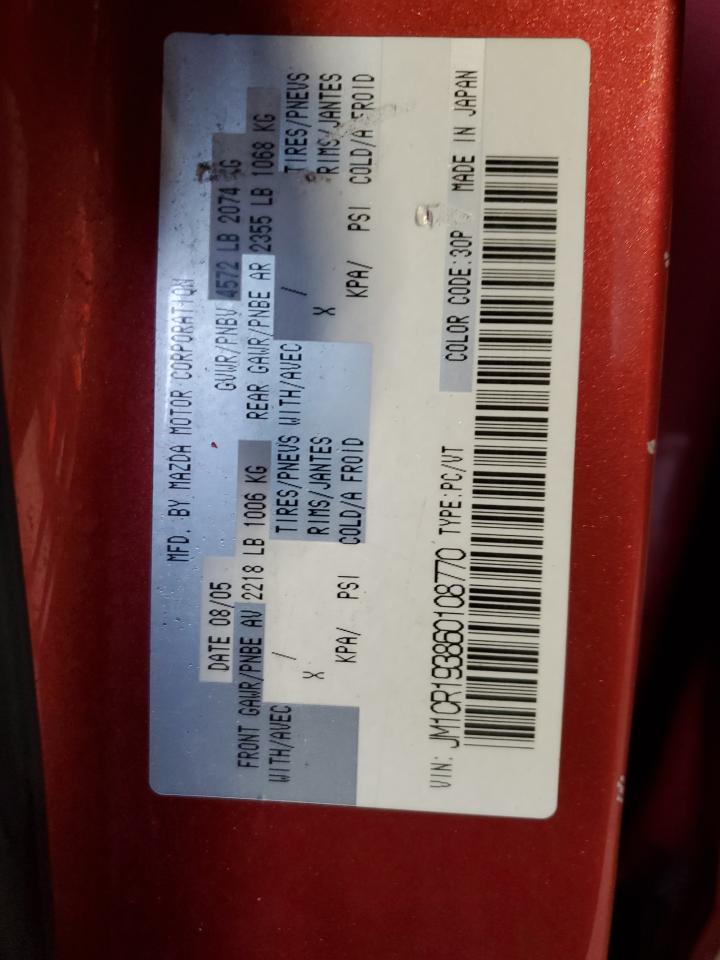 MFD. BY MAZDA MOTOR CORPORATION
DATE 08/05 GVWR/PNBV 4572 LB 2074 KG
FRONT GAWR/PNBE AV 2218 LB 1006 KG REAR GAWR/PNBE AR 2355 LB 1068 KG
WITH/AVEC / TIRES/PNEUS WITH/AVEC / TIRES/PNEUS
X RIMS/JANTES X RIMS/JANTES
KPA/ PSI COLD/A FROID KPA/ PSI COLD/A FROID
VIN: JM1CR193860108770 TYPE:PC/VT COLOR CODE:30P MADE IN JAPAN